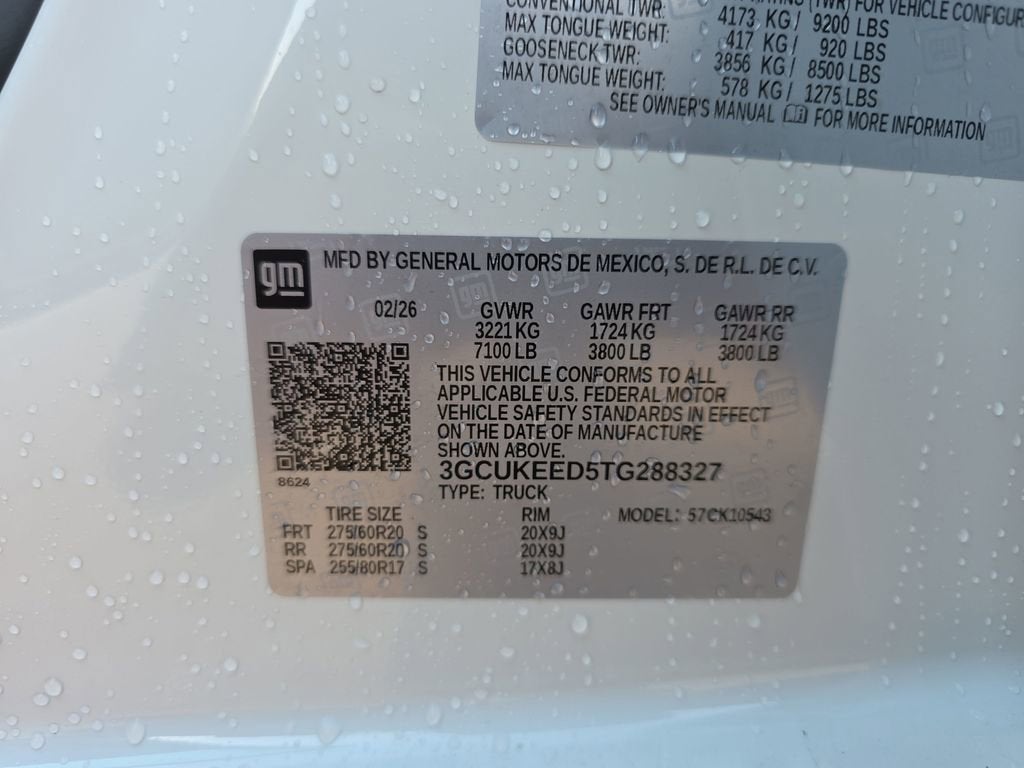 (TWR) FOR VEHICLE CONFIGUR
CONVENTIONAL TWR: 4173 KG/ 9200 LBS
MAX TONGUE WEIGHT: 417 KG/ 920 LBS
GOOSENECK TWR: 3856 KG/ 8500 LBS
MAX TONGUE WEIGHT: 578 KG/ 1275 LBS
SEE OWNER'S MANUAL FOR MORE INFORMATION
gm
MFD BY GENERAL MOTORS DE MEXICO, S. DE R.L. DE C.V.
02/26 GVWR GAWR FRT GAWR RR
3221 KG 1724 KG 1724 KG
7100 LB 3800 LB 3800 LB
THIS VEHICLE CONFORMS TO ALL
APPLICABLE U.S. FEDERAL MOTOR
VEHICLE SAFETY STANDARDS IN EFFECT
ON THE DATE OF MANUFACTURE
SHOWN ABOVE.
3GCUKEED5TG288327
8624
TYPE: TRUCK
TIRE SIZE RIM MODEL: 57CK10543
FRT 275/60R20 S 20X9J
RR 275/60R20 S 20X9J
SPA 255/80R17 S 17X8J